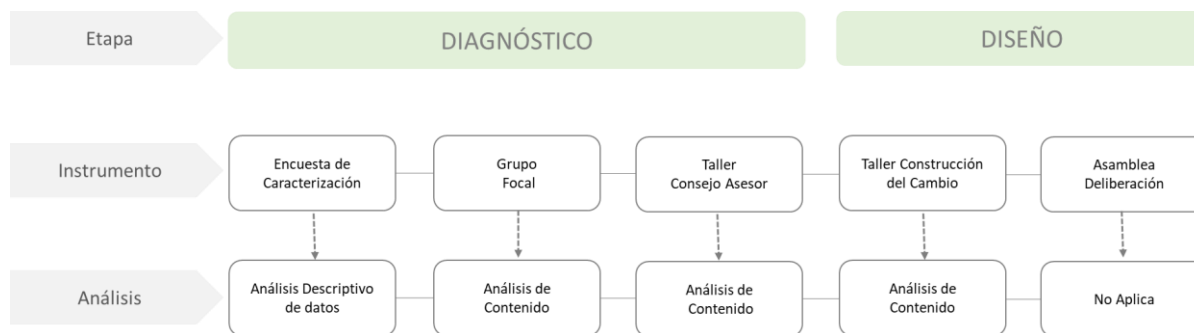 Etapa
DIAGNÓSTICO
DISEÑO
Instrumento
Encuesta de
Caracterización
Grupo
Focal
Taller
Consejo Asesor
Taller Construcción
del Cambio
Asamblea
Deliberación
Análisis
Análisis Descriptivo
de datos
Análisis de
Contenido
Análisis de
Contenido
Análisis de
Contenido
No Aplica